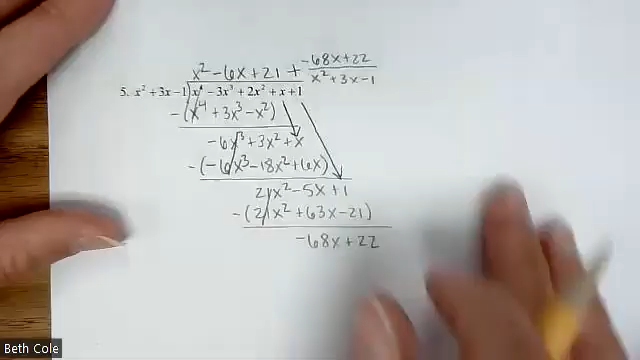 x² - 6x + 21 + (-68x+22)/(x²+3x-1)
5. x² + 3x - 1 x⁴ - 3x³ + 2x² + x + 1
-(x⁴ + 3x³ - x²)
-6x³ + 3x² + x
-(-6x³ - 18x² + 6x)
21x² - 5x + 1
-(21x² + 63x - 21)
-68x + 22
Beth Cole